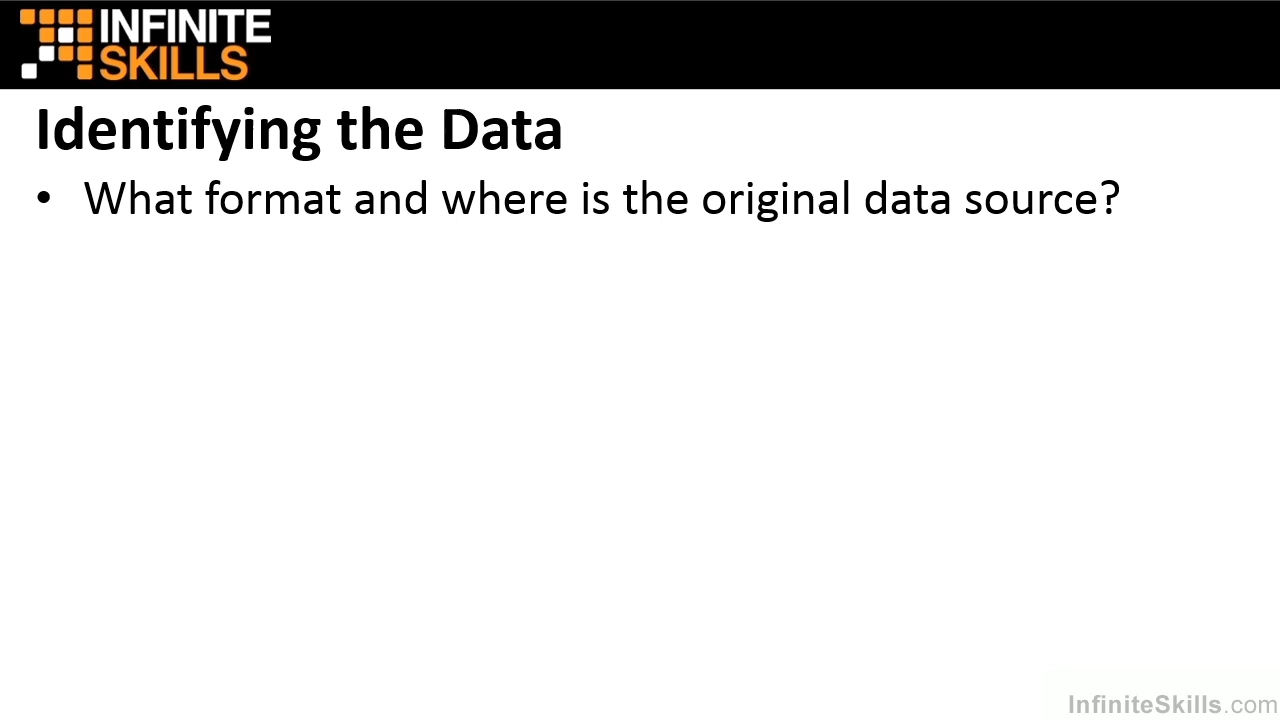 INFINITE
SKILLS
Identifying the Data
• What format and where is the original data source?
InfiniteSkills.com